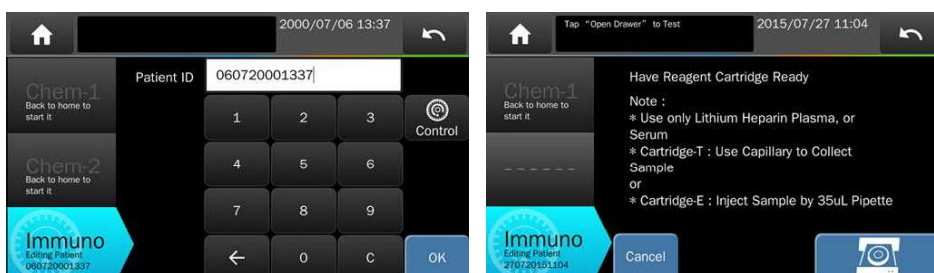 2000/07/06 13:37
Chem-1
Back to home to
start it
Chem-2
Back to home to
start it
Immuno
Editing Patient
060720001337
Patient ID
060720001337
1 2 3
4 5 6
7 8 9
← 0 C
Control
OK
Tap “Open Drawer” to Test
2015/07/27 11:04
Chem-1
Back to home to
start it
------
Immuno
Editing Patient
270720151104
Have Reagent Cartridge Ready
Note :
* Use only Lithium Heparin Plasma, or
Serum
* Cartridge-T : Use Capillary to Collect
Sample
or
* Cartridge-E : Inject Sample by 35uL Pipette
Cancel